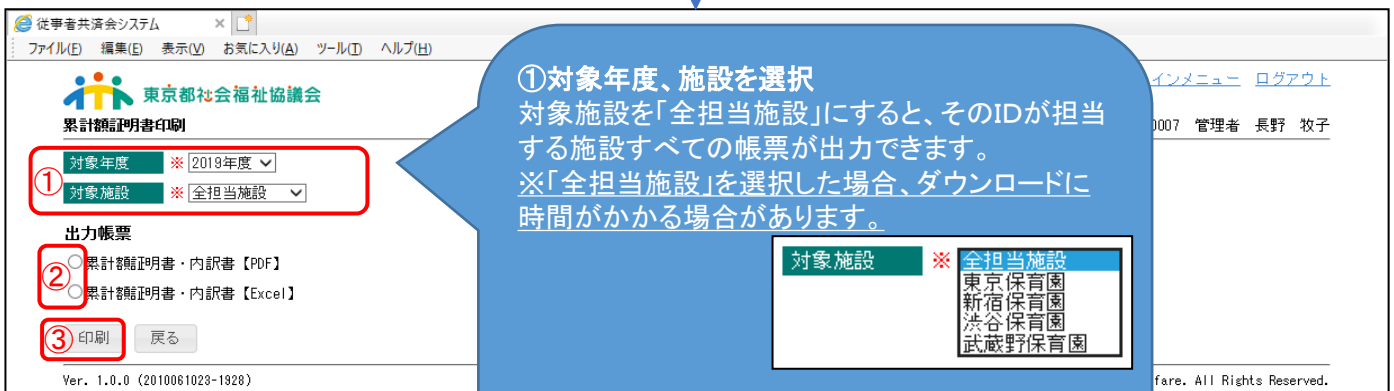 従事者共済会システム
ファイル(F) 編集(E) 表示(V) お気に入り(A) ツール(T) ヘルプ(H)
東京都社会福祉協議会
インメニュー ログアウト
累計額証明書印刷
0007 管理者 長野 牧子
①
対象年度 ※ 2019年度
対象施設 ※ 全担当施設
出力帳票
②
累計額証明書・内訳書【PDF】
累計額証明書・内訳書【Excel】
③ 印刷 戻る
Ver. 1.0.0 (2010061023-1928)
fare. All Rights Reserved.
①対象年度、施設を選択
対象施設を「全担当施設」にすると、そのIDが担当
する施設すべての帳票が出力できます。
※「全担当施設」を選択した場合、ダウンロードに
時間がかかる場合があります。
対象施設 ※ 全担当施設
東京保育園
新宿保育園
渋谷保育園
武蔵野保育園